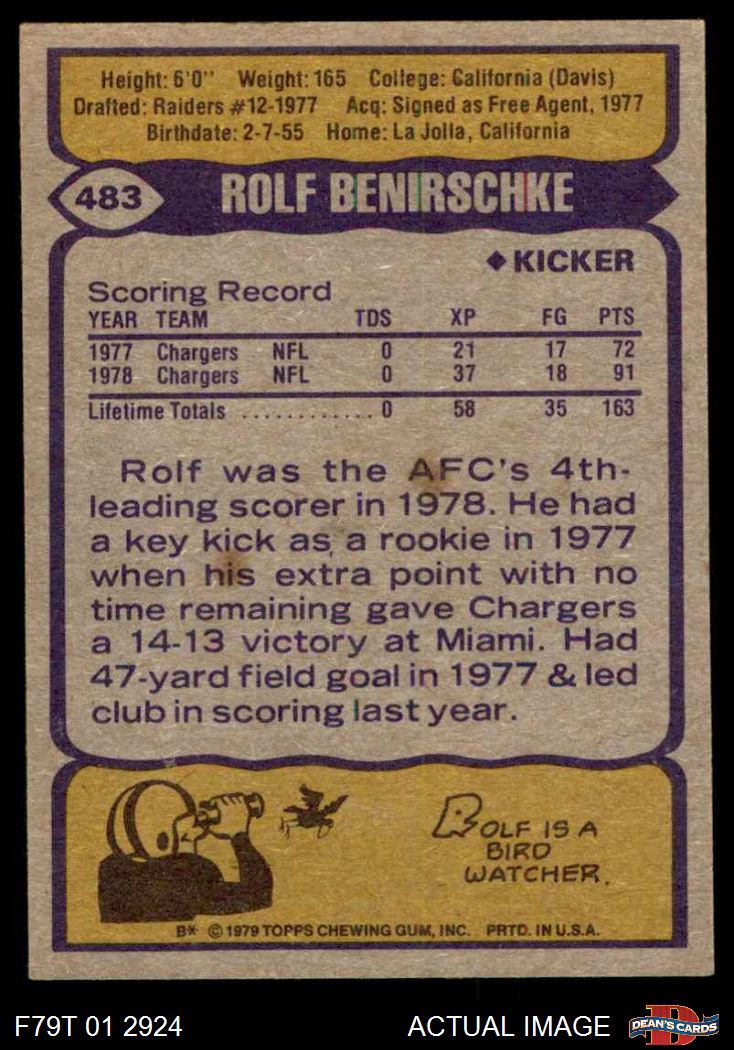 Height: 6'0" Weight: 165 College: California (Davis)
Drafted: Raiders #12-1977 Acq: Signed as Free Agent, 1977
Birthdate: 2-7-55 Home: La Jolla, California
483 ROLF BENIRSCHKE
◆ KICKER
Scoring Record
YEAR TEAM TDS XP FG PTS
1977 Chargers NFL 0 21 17 72
1978 Chargers NFL 0 37 18 91
Lifetime Totals ............ 0 58 35 163
Rolf was the AFC's 4th-
leading scorer in 1978. He had
a key kick as a rookie in 1977
when his extra point with no
time remaining gave Chargers
a 14-13 victory at Miami. Had
47-yard field goal in 1977 & led
club in scoring last year.
ROLF IS A
BIRD
WATCHER.
B* © 1979 TOPPS CHEWING GUM, INC. PRTD. IN U.S.A.
F79T 01 2924 ACTUAL IMAGE D DEAN'S CARDS